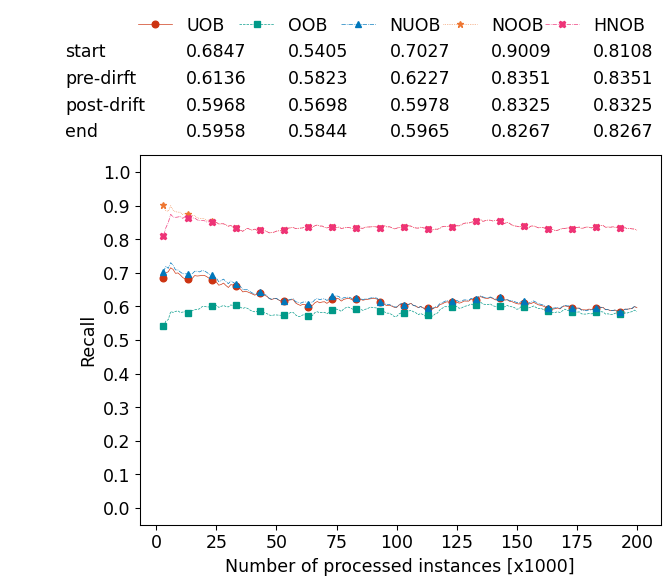 UOB OOB NUOB NOOB HNOB
start 0.6847 0.5405 0.7027 0.9009 0.8108
pre-dirft 0.6136 0.5823 0.6227 0.8351 0.8351
post-drift 0.5968 0.5698 0.5978 0.8325 0.8325
end 0.5958 0.5844 0.5965 0.8267 0.8267
1.0
0.9
0.8
0.7
0.6
0.5
0.4
0.3
0.2
0.1
0.0
Recall
0 25 50 75 100 125 150 175 200
Number of processed instances [x1000]